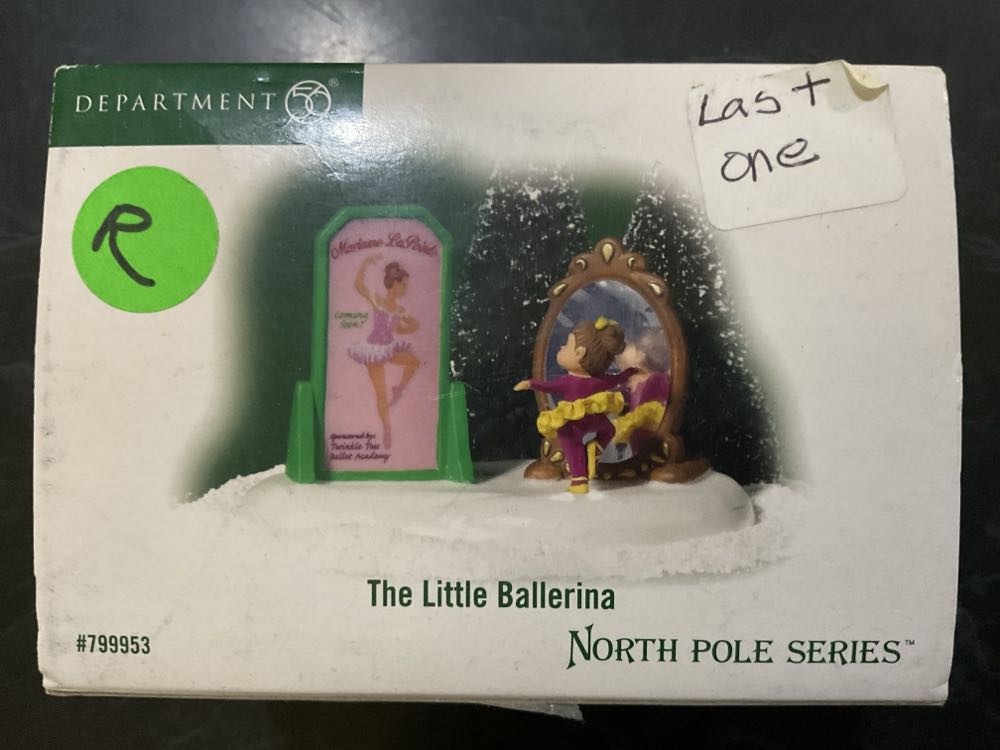 DEPARTMENT 56®
Last
one
R
Madame LaPointe
Coming
Soon!
Sponsored by:
Twinkle Toes
Ballet Academy
The Little Ballerina
#799953
NORTH POLE SERIES™